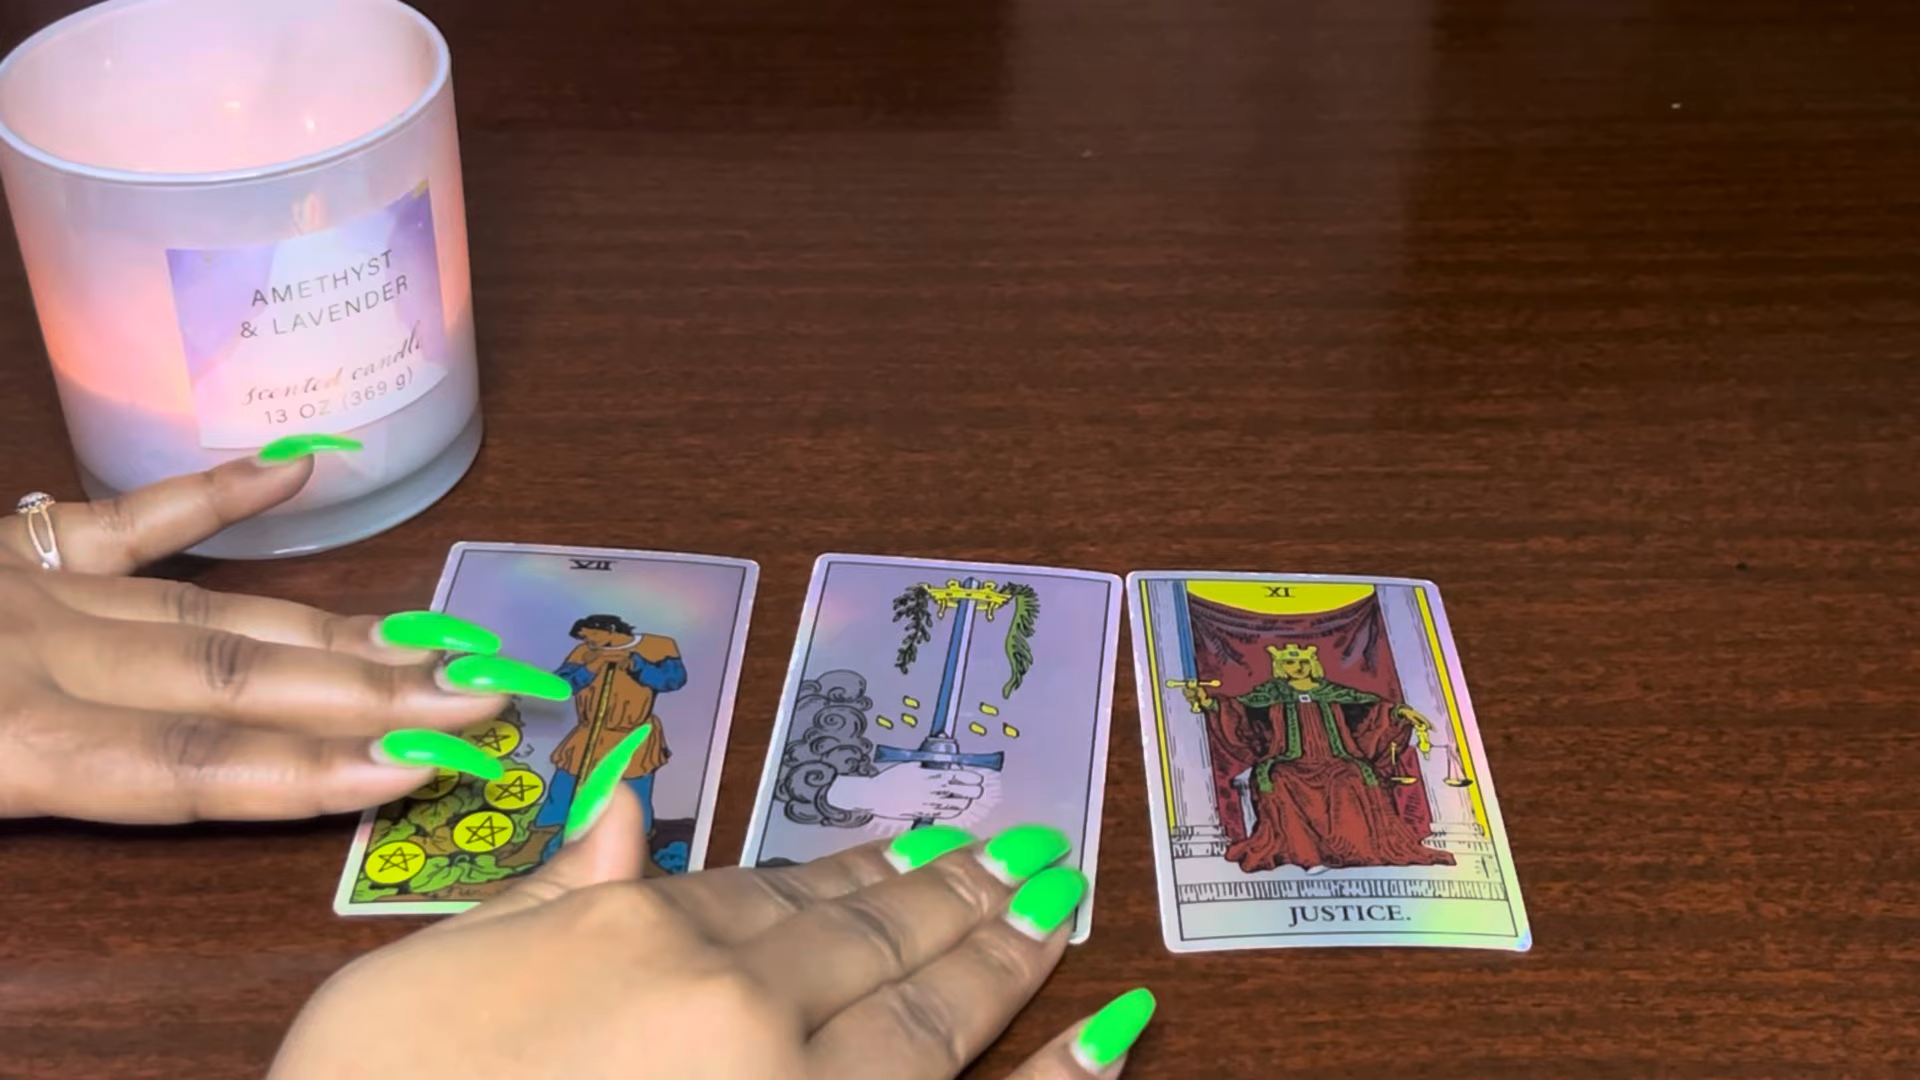 AMETHYST
& LAVENDER
scented candle
13 OZ (369 g)
VII
XI
JUSTICE.